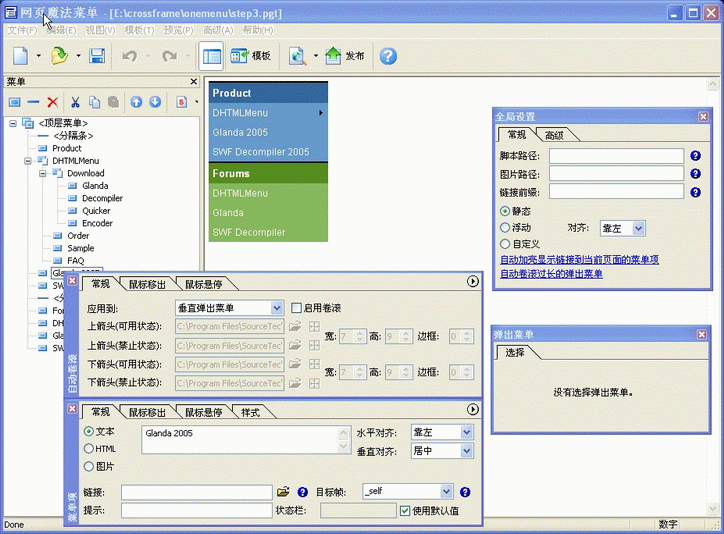 网页魔法菜单 - [E:\crossframe\onemenu\step3.pgt]
文件(F) 编辑(E) 视图(V) 模板(T) 预览(P) 高级(A) 帮助(H)
模板 发布
菜单
<顶层菜单>
<分隔条>
Product
DHTMLMenu
Download
Glanda
Decompiler
Quicker
Encoder
Order
Sample
FAQ
Product
DHTMLMenu
Glanda 2005
SWF Decompiler 2005
Forums
DHTMLMenu
Glanda
SWF Decompiler
全局设置
常规 高级
脚本路径:
图片路径:
链接前缀:
静态
浮动 对齐: 靠左
自定义
自动加亮显示链接到当前页面的菜单项
自动卷滚过长的弹出菜单
弹出菜单
选择
没有选择弹出菜单。
自动卷滚
常规 鼠标移出 鼠标悬停
应用到: 垂直弹出菜单 启用卷滚
上箭头(可用状态): C:\Program Files\SourceTec\
宽: 7 高: 9 边框: 0
上箭头(禁止状态): C:\Program Files\SourceTec\
下箭头(可用状态): C:\Program Files\SourceTec\
宽: 7 高: 9 边框: 0
下箭头(禁止状态): C:\Program Files\SourceTec\
菜单项
常规 鼠标移出 鼠标悬停 样式
文本 Glanda 2005 水平对齐: 靠左
HTML 垂直对齐: 居中
图片
链接: 目标帧: _self
提示: 状态栏: 使用默认值
Done 数字